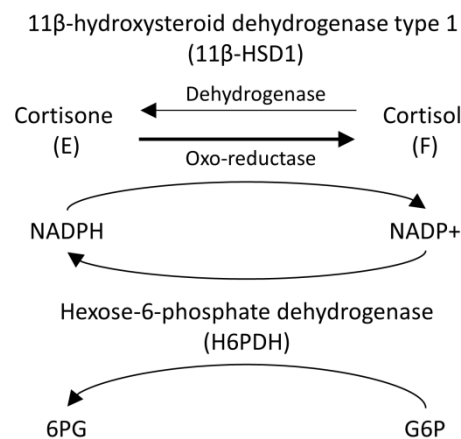 11β-hydroxysteroid dehydrogenase type 1
(11β-HSD1)
Dehydrogenase
Cortisone
(E)
Cortisol
(F)
Oxo-reductase
NADPH
NADP+
Hexose-6-phosphate dehydrogenase
(H6PDH)
6PG
G6P